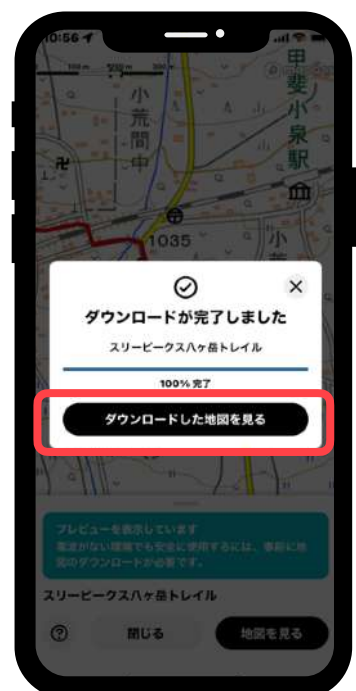 10:56
100 m 200 m 300 m
甲斐小泉駅
小荒間中
1035
小荒
ダウンロードが完了しました
スリーピークス八ヶ岳トレイル
100% 完了
ダウンロードした地図を見る
プレビューを表示しています
電波がない環境でも安全に使用するには、事前に地
図のダウンロードが必要です。
スリーピークス八ヶ岳トレイル
閉じる
地図を見る